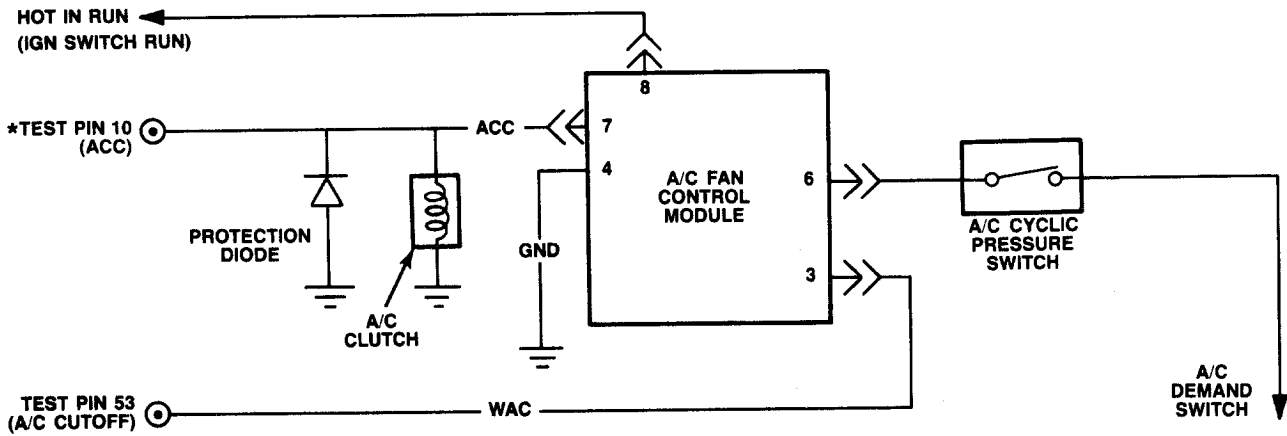 HOT IN RUN
(IGN SWITCH RUN)
8
*TEST PIN 10
(ACC)
ACC
7
4
A/C FAN
CONTROL
MODULE
6
3
PROTECTION
DIODE
GND
A/C
CLUTCH
A/C CYCLIC
PRESSURE
SWITCH
A/C
DEMAND
SWITCH
TEST PIN 53
(A/C CUTOFF)
WAC